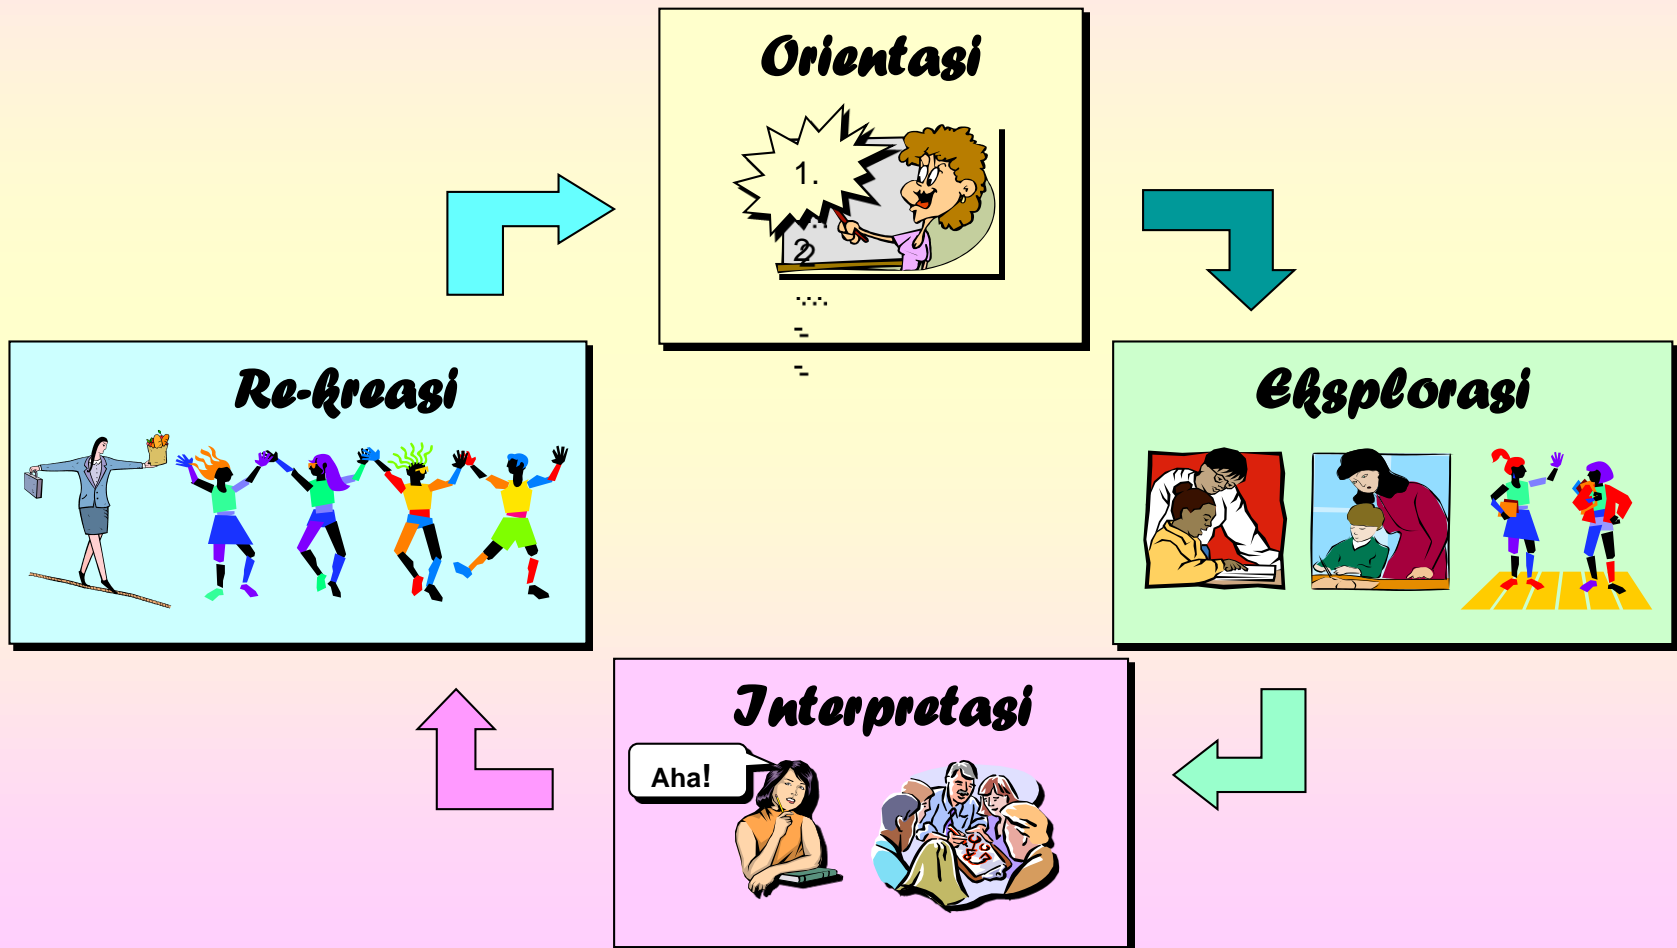 Orientasi
1.
2
Re-kreasi
Eksplorasi
Interpretasi
Aha!